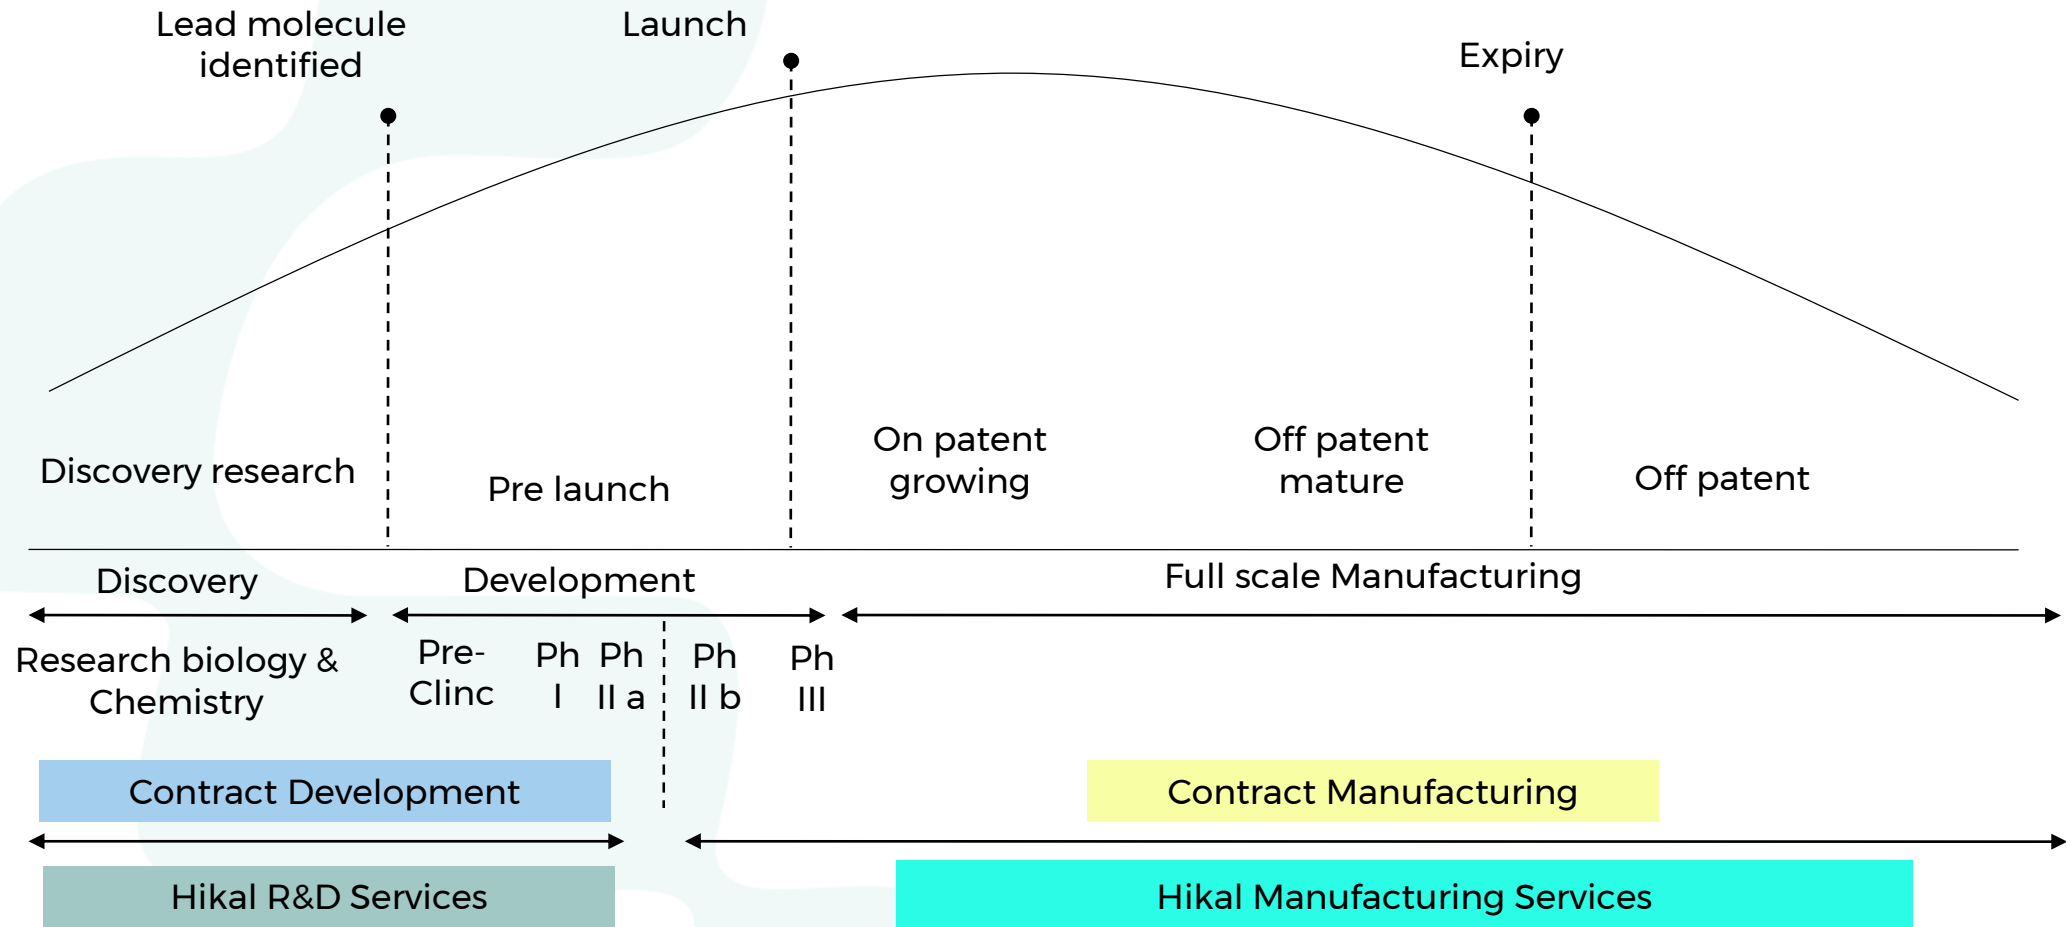 Lead molecule
identified
Launch
Expiry
Discovery research
Pre launch
On patent
growing
Off patent
mature
Off patent
Discovery
Development
Full scale Manufacturing
Research biology &
Chemistry
Pre-
Clinc
Ph
I
Ph
II a
Ph
II b
Ph
III
Contract Development
Contract Manufacturing
Hikal R&D Services
Hikal Manufacturing Services